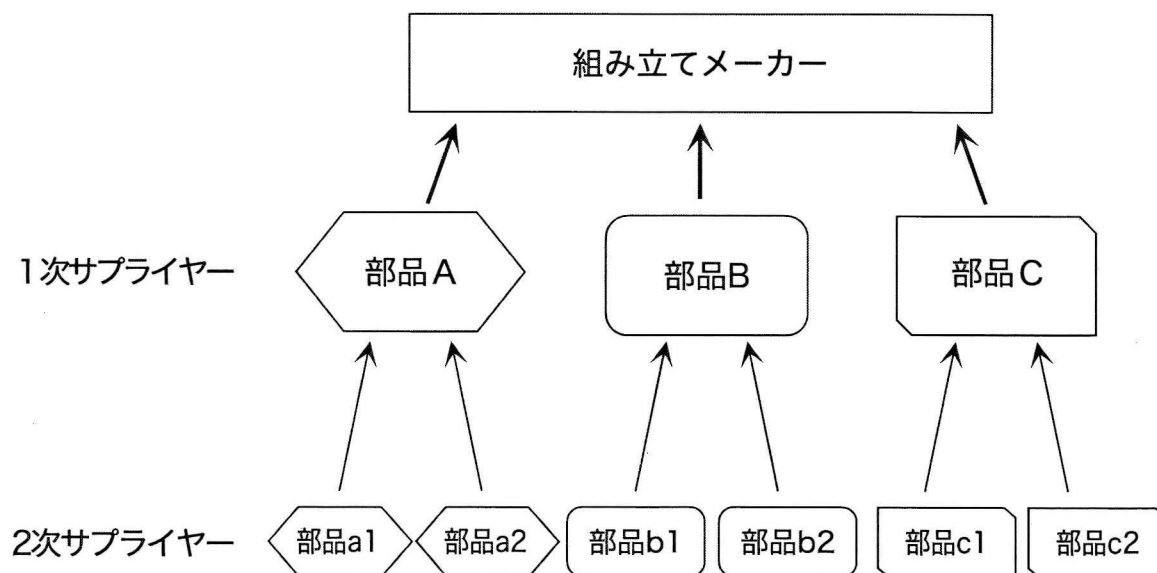 組み立てメーカー
1次サプライヤー
部品A
部品B
部品C
2次サプライヤー
部品a1
部品a2
部品b1
部品b2
部品c1
部品c2